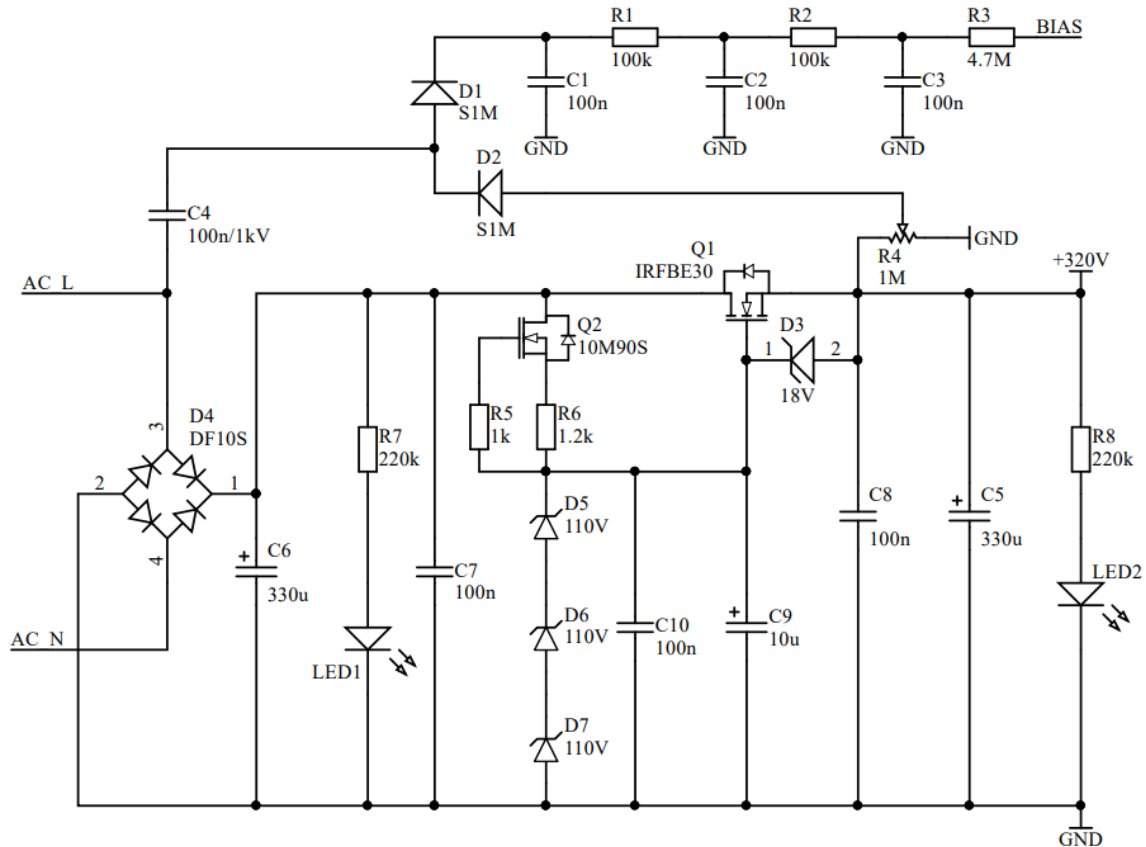 R1
100k
R2
100k
R3
4.7M
BIAS
D1
S1M
C1
100n
C2
100n
C3
100n
GND
GND
GND
D2
S1M
C4
100n/1kV
R4
1M
GND
AC_L
Q1
IRFBE30
+320V
Q2
10M90S
D3
1
2
18V
R5
1k
R6
1.2k
D4
DF10S
3
2
1
4
R7
220k
R8
220k
C6
330u
C7
100n
D5
110V
D6
110V
D7
110V
C10
100n
C9
10u
C8
100n
C5
330u
AC_N
LED1
LED2
GND